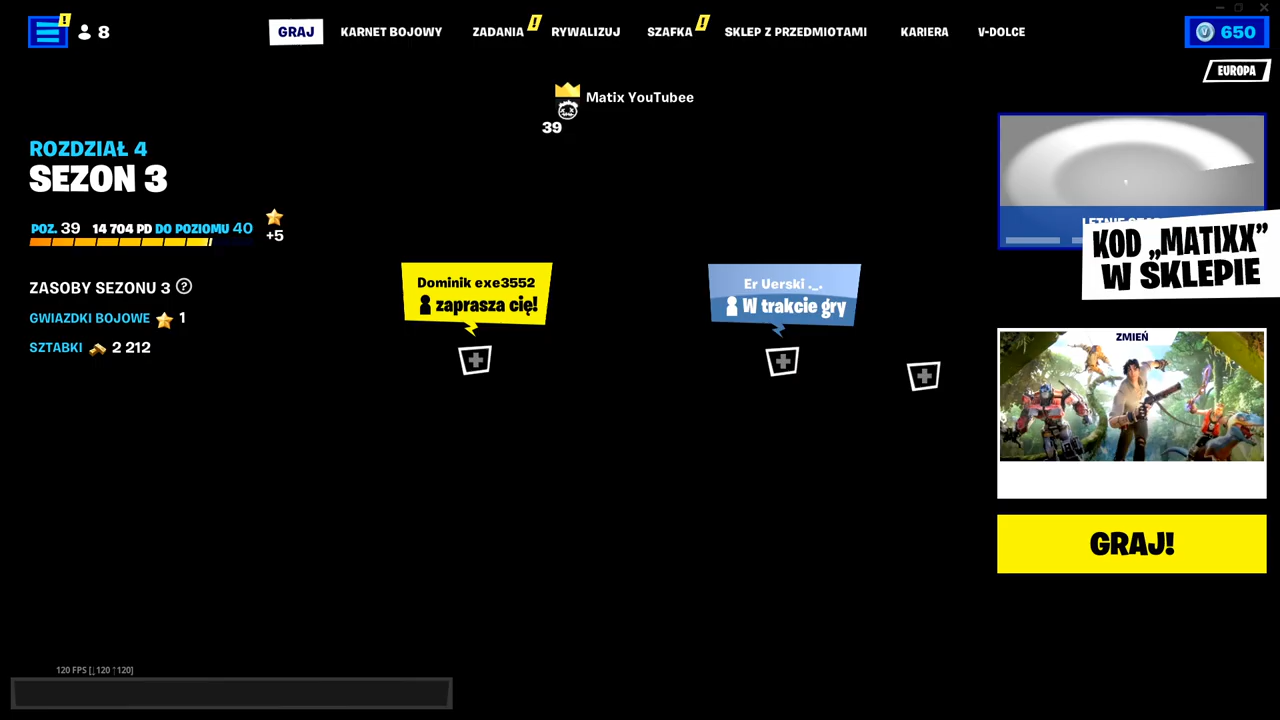 !
8
GRAJ
KARNET BOJOWY
ZADANIA !
RYWALIZUJ
SZAFKA !
SKLEP Z PRZEDMIOTAMI
KARIERA
V-DOLCE
650
EUROPA
Matix YouTubee
39
ROZDZIAŁ 4
SEZON 3
POZ. 39 14 704 PD DO POZIOMU 40
+5
ZASOBY SEZONU 3 ?
GWIAZDKI BOJOWE 1
SZTABKI 2 212
Dominik exe3552
zaprasza cię!
Er Uerski ._.
W trakcie gry
KOD „MATIXX”
W SKLEPIE
ZMIEŃ
GRAJ!
120 FPS [↓120 ↑120]